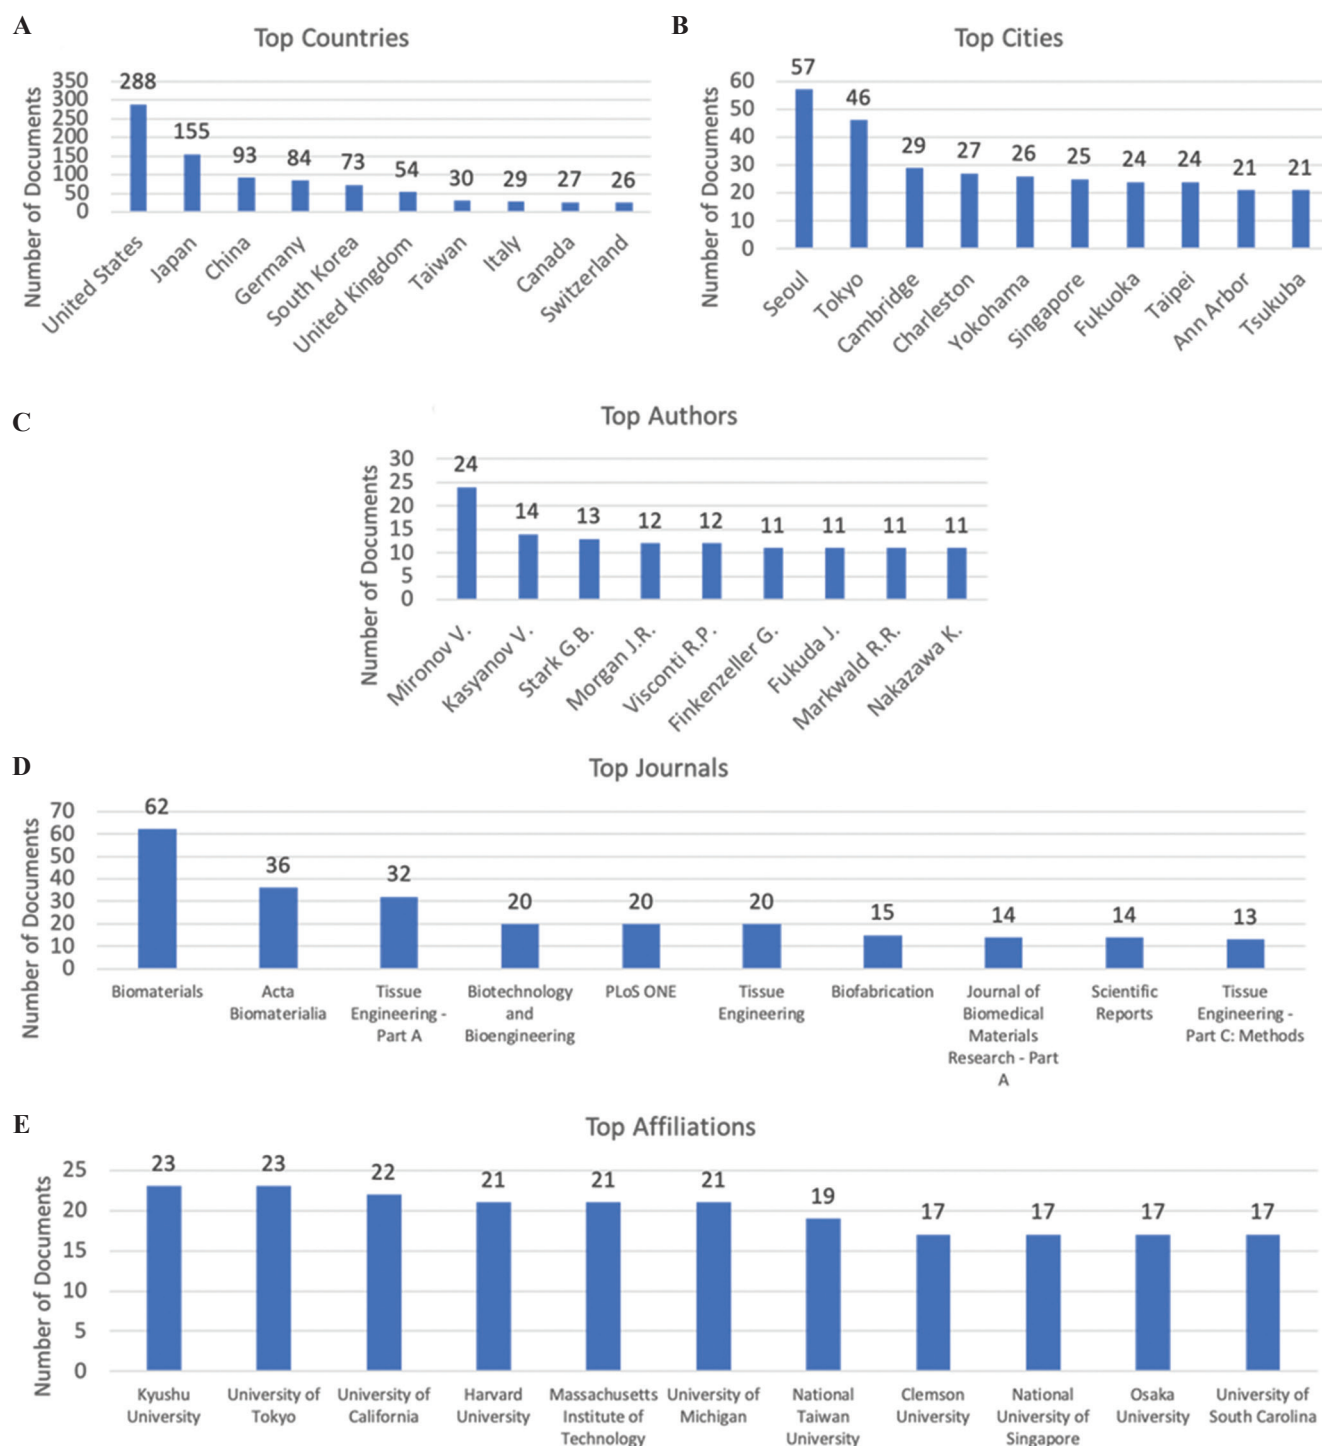 A
Top Countries
Number of Documents
350
300
250
200
150
100
50
0
288
155
93
84
73
54
30
29
27
26
United States
Japan
China
Germany
South Korea
United Kingdom
Taiwan
Italy
Canada
Switzerland
B
Top Cities
Number of Documents
60
50
40
30
20
10
0
57
46
29
27
26
25
24
24
21
21
Seoul
Tokyo
Cambridge
Charleston
Yokohama
Singapore
Fukuoka
Taipei
Ann Arbor
Tsukuba
C
Top Authors
Number of Documents
30
25
20
15
10
5
0
24
14
13
12
12
11
11
11
11
Mironov V.
Kasyanov V.
Stark G.B.
Morgan J.R.
Visconti R.P.
Finkenzeller G.
Fukuda J.
Markwald R.R.
Nakazawa K.
D
Top Journals
Number of Documents
70
60
50
40
30
20
10
0
62
36
32
20
20
20
15
14
14
13
Biomaterials
Acta
Biomaterialia
Tissue
Engineering -
Part A
Biotechnology
and
Bioengineering
PLoS ONE
Tissue
Engineering
Biofabrication
Journal of
Biomedical
Materials
Research - Part
A
Scientific
Reports
Tissue
Engineering -
Part C: Methods
E
Top Affiliations
Number of Documents
25
20
15
10
5
0
23
23
22
21
21
21
19
17
17
17
17
Kyushu
University
University of
Tokyo
University of
California
Harvard
University
Massachusetts
Institute of
Technology
University of
Michigan
National
Taiwan
University
Clemson
University
National
University of
Singapore
Osaka
University
University of
South Carolina